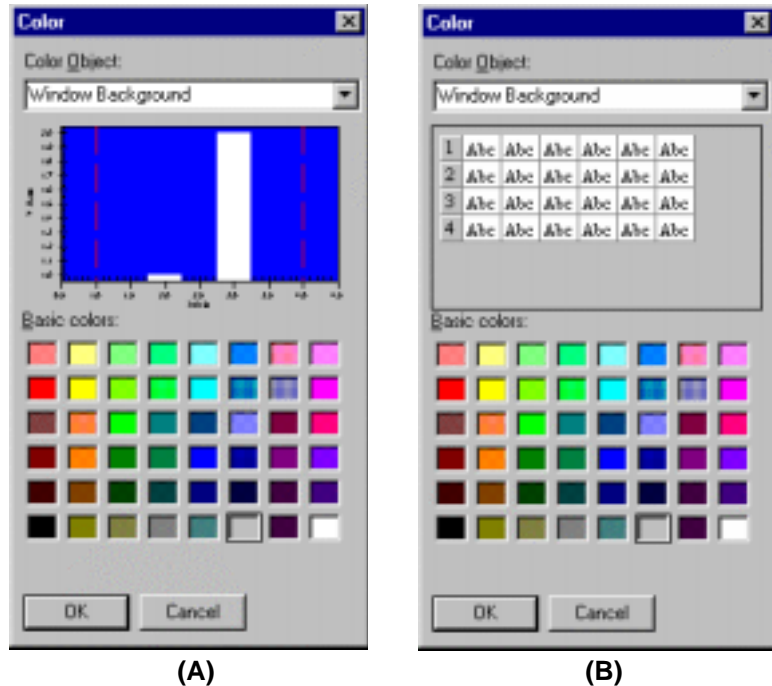 Color
Color Object:
Window Background
Basic colors:
OK
Cancel
(A)
Color
Color Object:
Window Background
1 Abc Abc Abc Abc Abc Abc
2 Abc Abc Abc Abc Abc Abc
3 Abc Abc Abc Abc Abc Abc
4 Abc Abc Abc Abc Abc Abc
Basic colors:
OK
Cancel
(B)